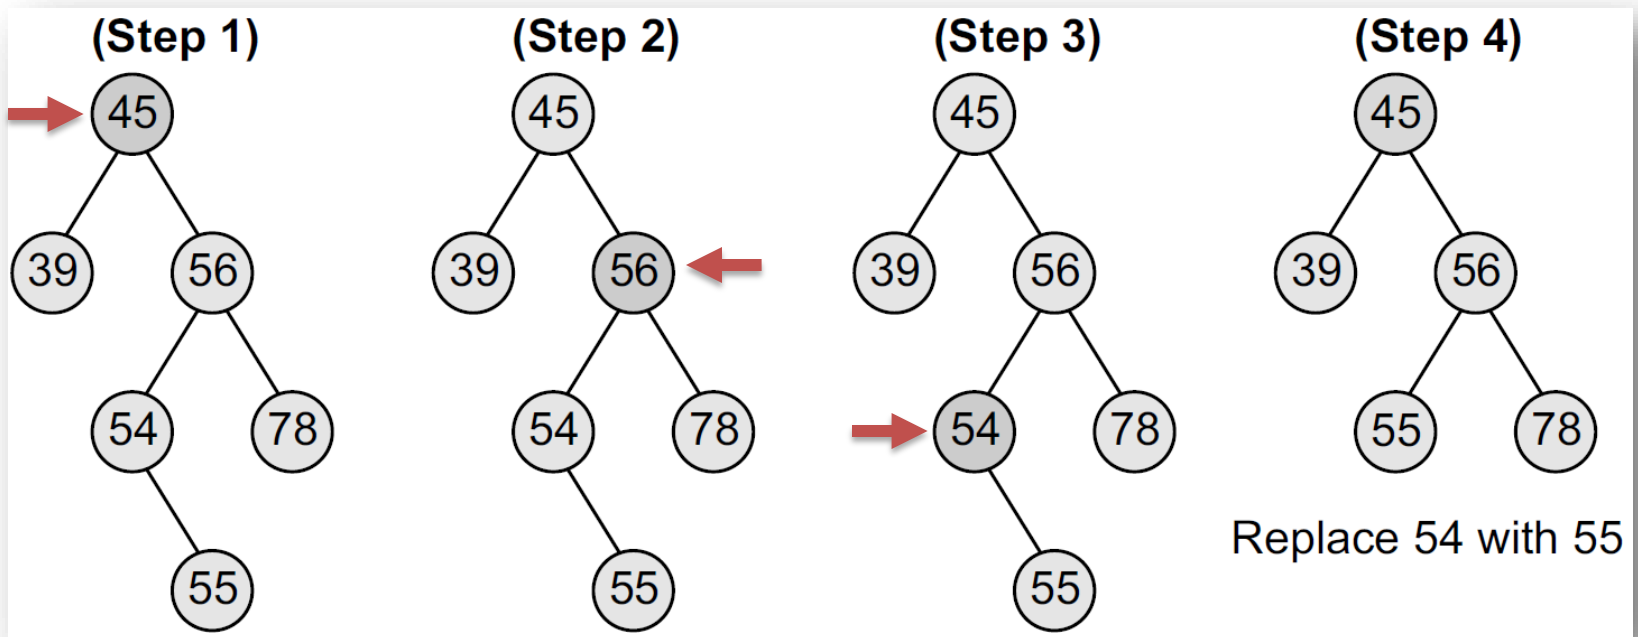 (Step 1) (Step 2) (Step 3) (Step 4)
45 45 45 45
39 56 39 56 39 56 39 56
54 78 54 78 54 78 55 78
Replace 54 with 55
55 55 55